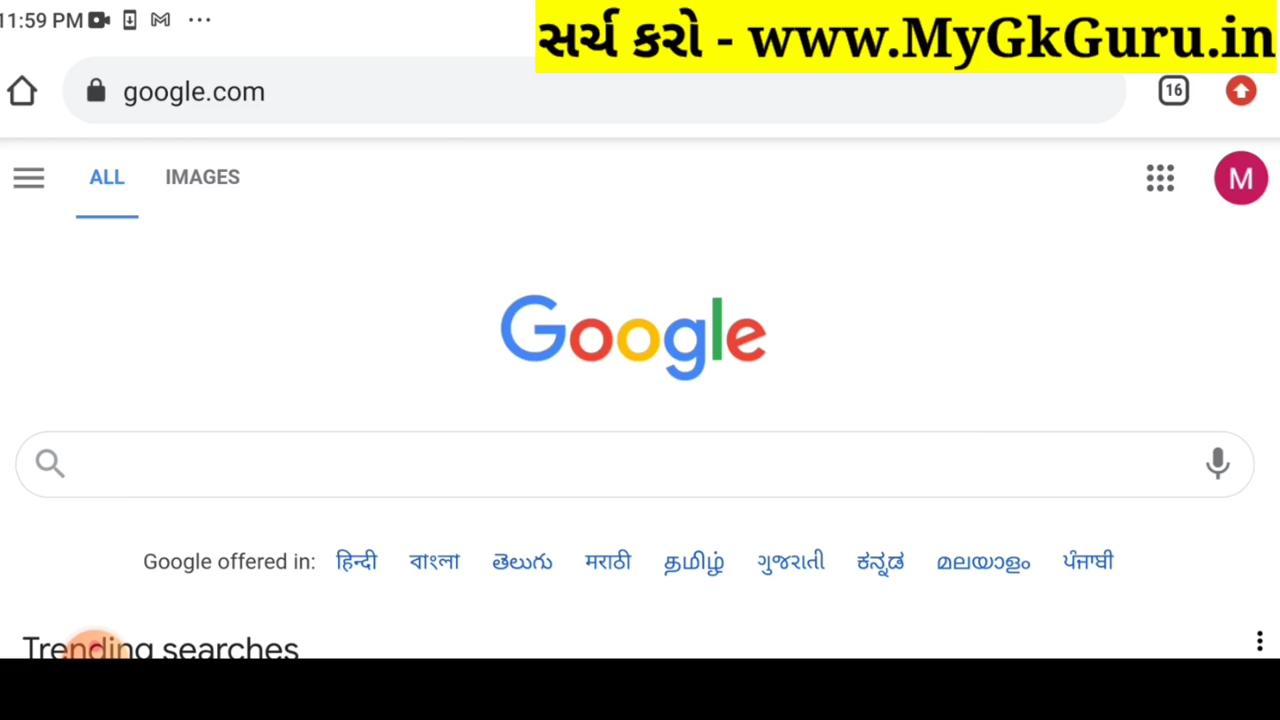 11:59 PM
સર્ચ કરો - www.MyGkGuru.in
google.com
16
ALL IMAGES
M
Google
Google offered in: हिन्दी বাংলা తెలుగు मराठी தமிழ் ગુજરાતી ಕನ್ನಡ മലയാളം ਪੰਜਾਬੀ
Trending searches